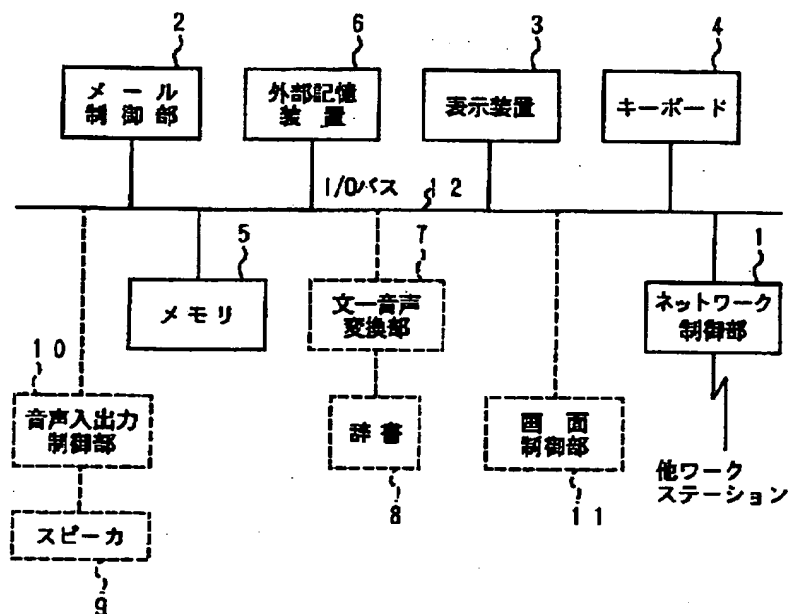 2
6
3
4
メール
制御部
外部記憶
装置
表示装置
キーボード
I/Oバス
12
5
7
1
メモリ
文一音声
変換部
ネットワーク
制御部
10
音声入出力
制御部
辞書
画面
制御部
8
11
他ワーク
ステーション
スピーカ
9